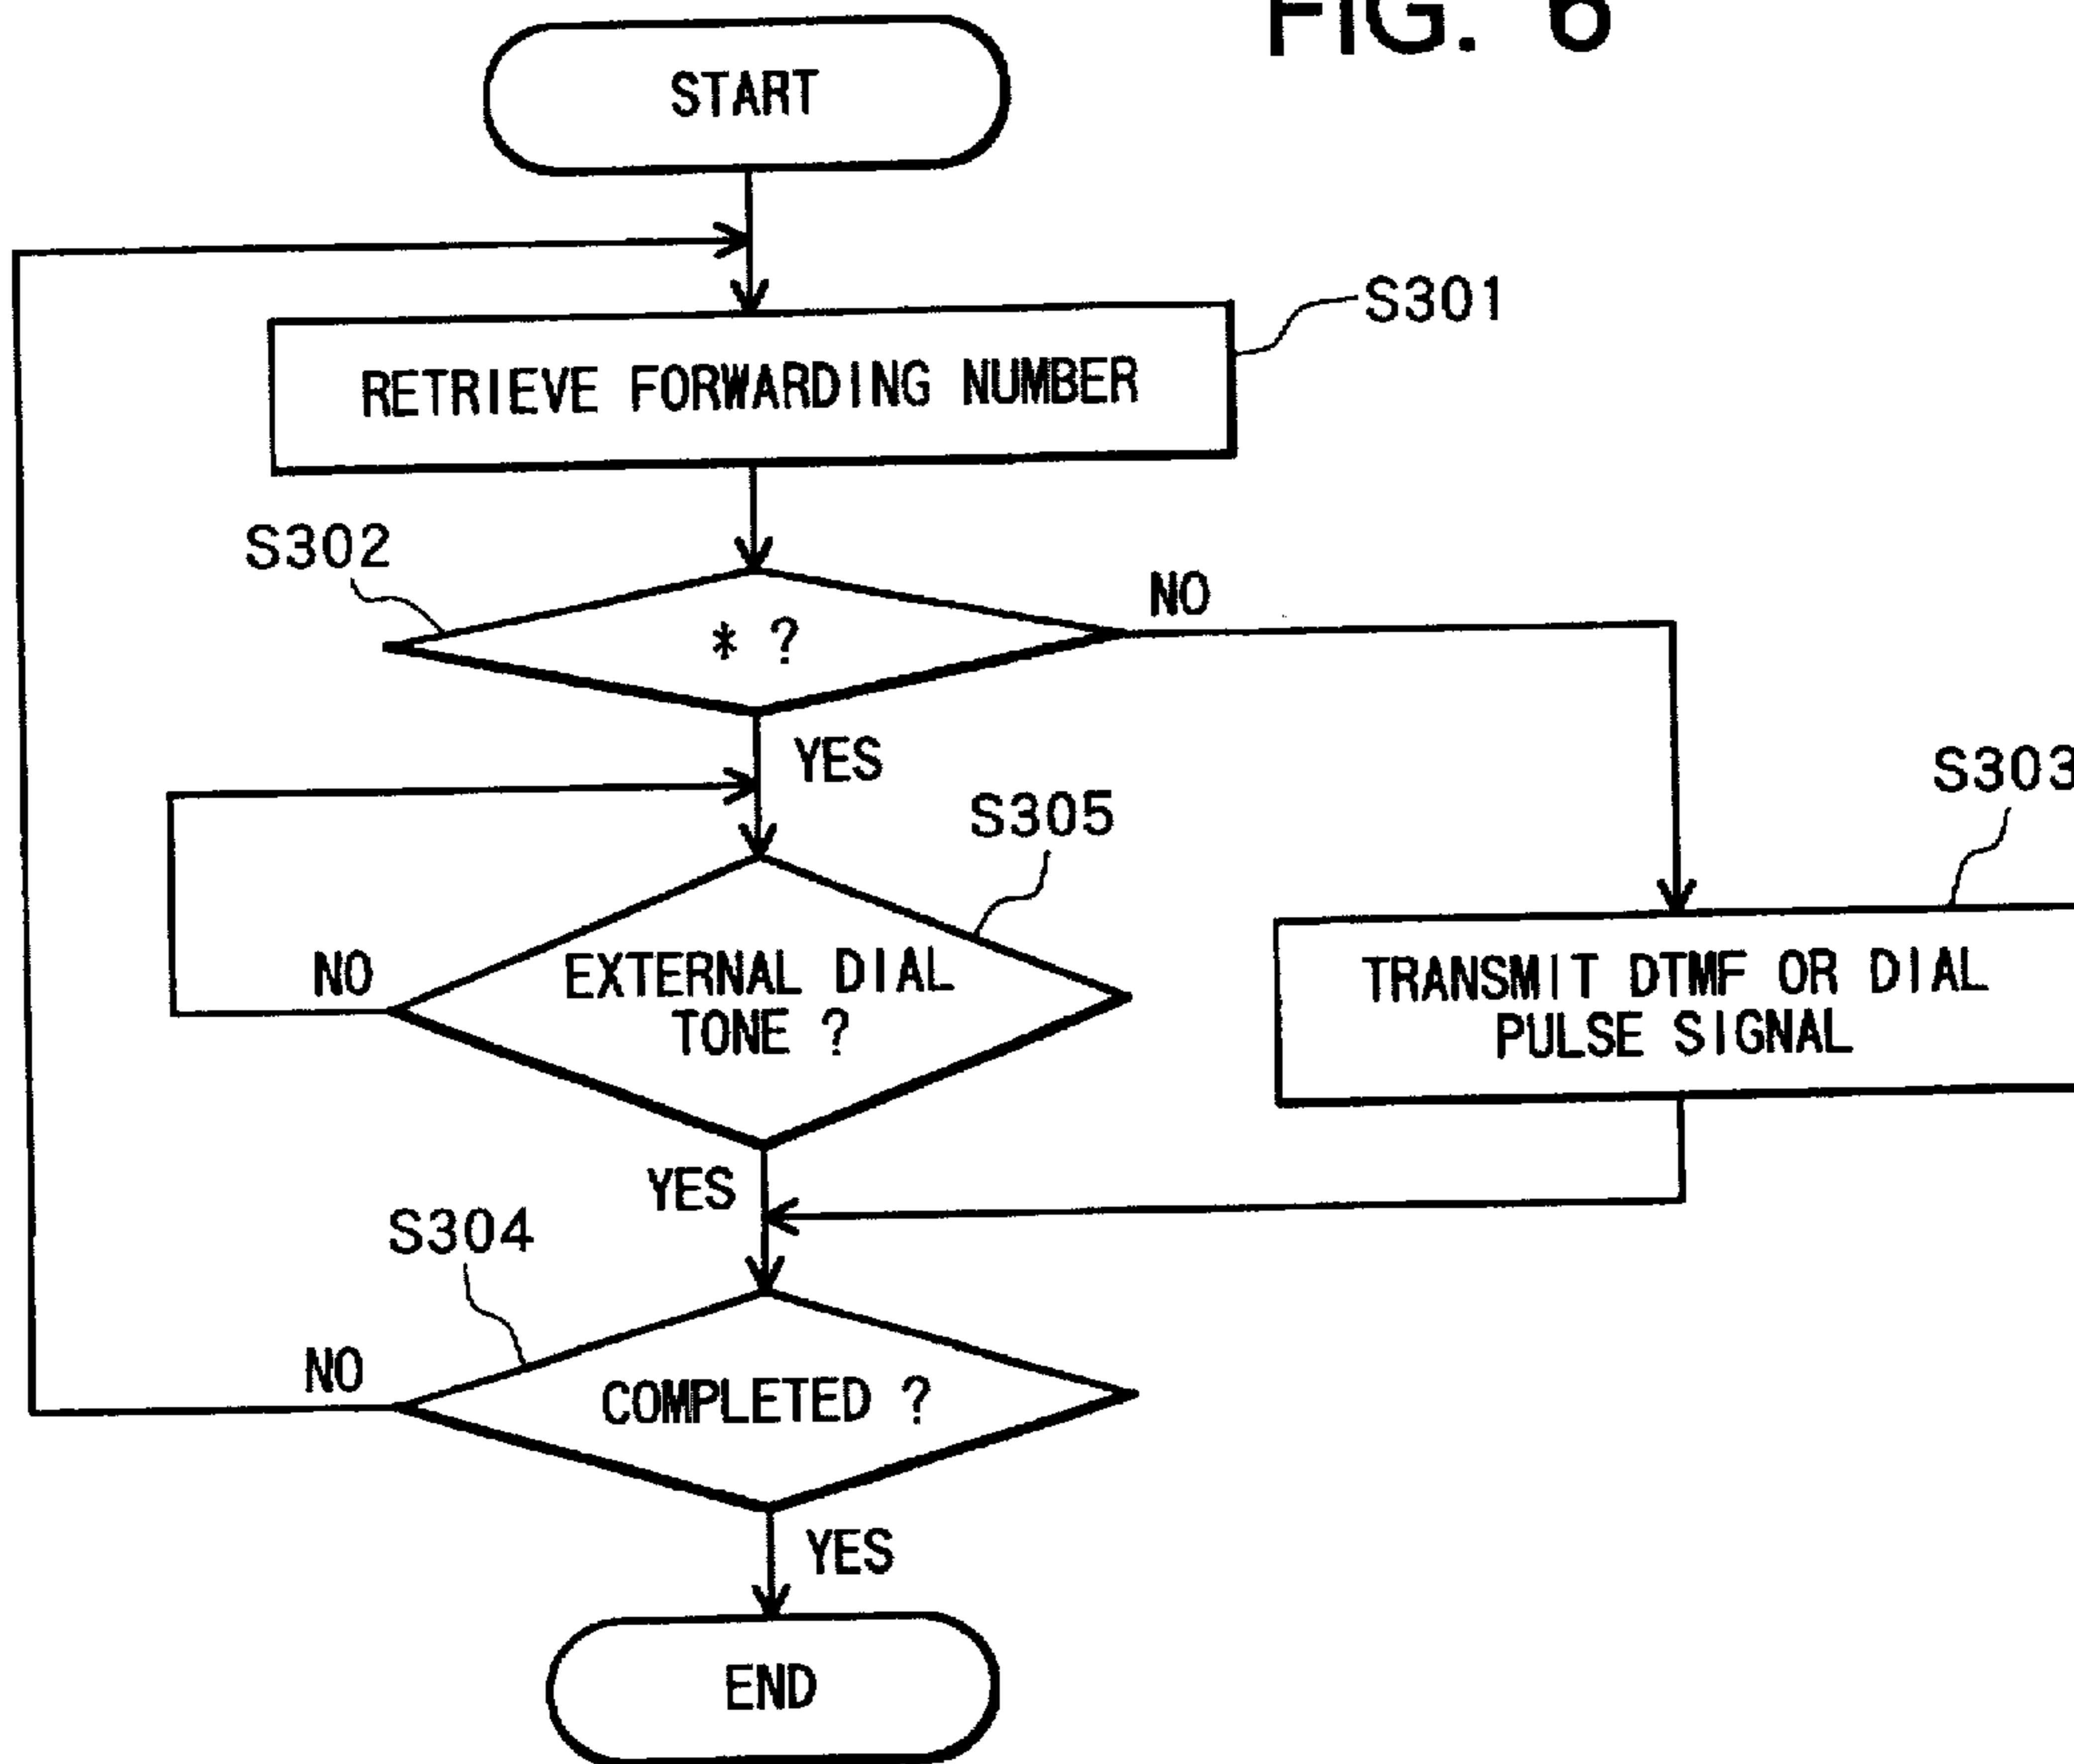 FIG. 6
START
S301
RETRIEVE FORWARDING NUMBER
S302
* ?
NO
YES
S303
S305
NO
EXTERNAL DIAL
TONE ?
TRANSMIT DTMF OR DIAL
PULSE SIGNAL
YES
S304
NO
COMPLETED ?
YES
END